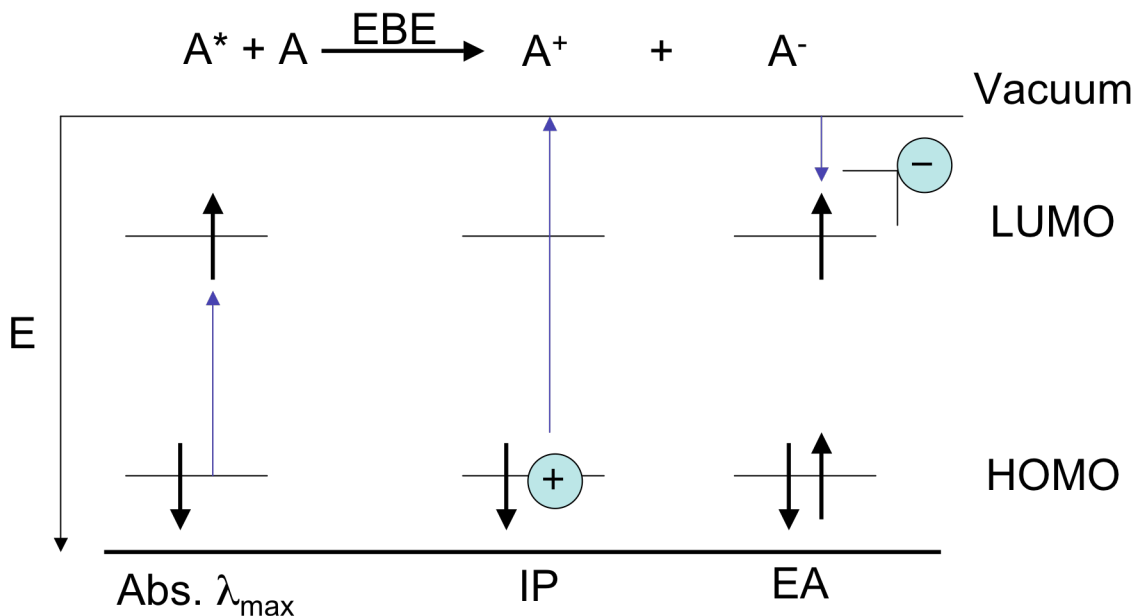 A* + A EBE A⁺ + A⁻
Vacuum
−
LUMO
E
+
HOMO
Abs. λmax IP EA